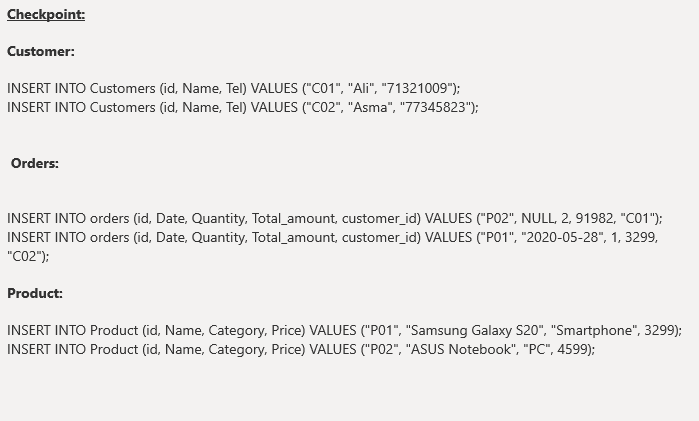 Checkpoint:
Customer:
INSERT INTO Customers (id, Name, Tel) VALUES ("C01", "Ali", "71321009");
INSERT INTO Customers (id, Name, Tel) VALUES ("C02", "Asma", "77345823");
Orders:
INSERT INTO orders (id, Date, Quantity, Total_amount, customer_id) VALUES ("P02", NULL, 2, 91982, "C01");
INSERT INTO orders (id, Date, Quantity, Total_amount, customer_id) VALUES ("P01", "2020-05-28", 1, 3299,
"C02");
Product:
INSERT INTO Product (id, Name, Category, Price) VALUES ("P01", "Samsung Galaxy S20", "Smartphone", 3299);
INSERT INTO Product (id, Name, Category, Price) VALUES ("P02", "ASUS Notebook", "PC", 4599);